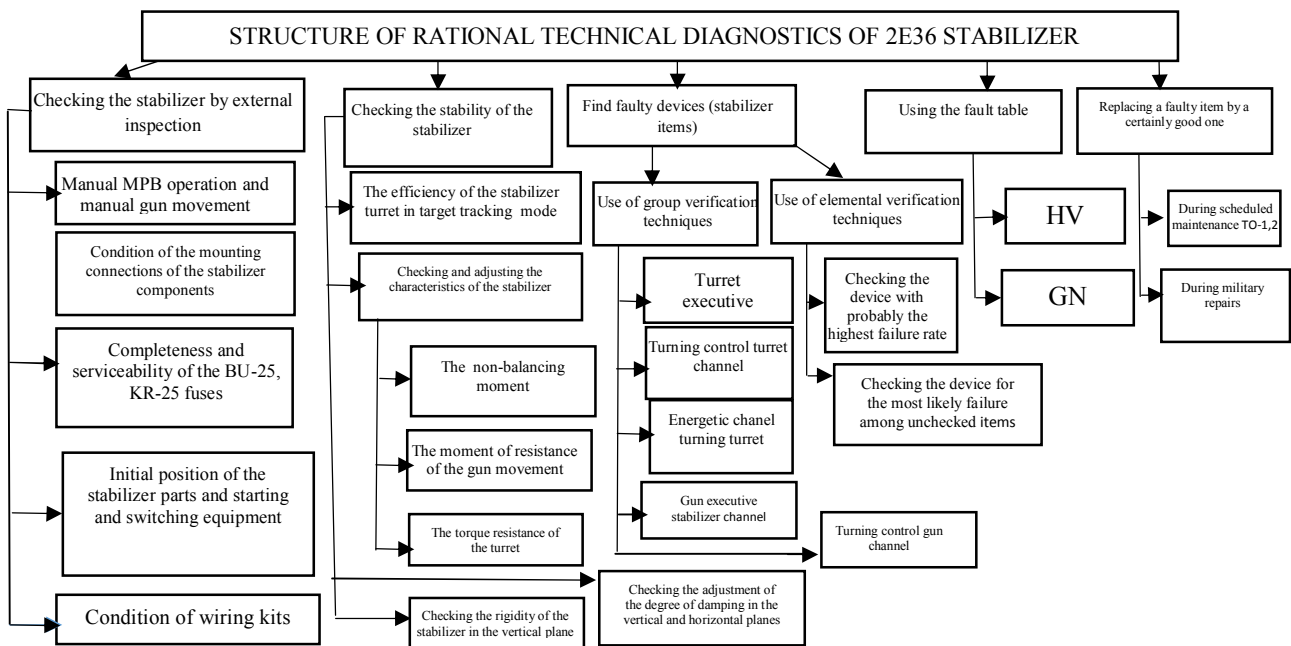 STRUCTURE OF RATIONAL TECHNICAL DIAGNOSTICS OF 2E36 STABILIZER
Checking the stabilizer by external
inspection
Manual MPB operation and
manual gun movement
Condition of the mounting
connections of the stabilizer
components
Completeness and
serviceability of the BU-25,
KR-25 fuses
Initial position of the
stabilizer parts and starting
and switching equipment
Condition of wiring kits
Checking the stability of the
stabilizer
The efficiency of the stabilizer
turret in target tracking mode
Checking and adjusting the
characteristics of the stabilizer
The non-balancing
moment
The moment of resistance
of the gun movement
The torque resistance of
the turret
Checking the rigidity of the
stabilizer in the vertical plane
Checking the adjustment of
the degree of damping in the
vertical and horizontal planes
Find faulty devices (stabilizer
items)
Use of group verification
techniques
Turret
executive
Turning control turret
channel
Energetic chanel
turning turret
Gun executive
stabilizer channel
Turning control gun
channel
Use of elemental verification
techniques
Checking the
device with
probably the
highest failure rate
Checking the device for
the most likely failure
among unchecked items
Using the fault table
HV
GN
Replacing a faulty item by a
certainly good one
During scheduled
maintenance TO-1,2
During military
repairs